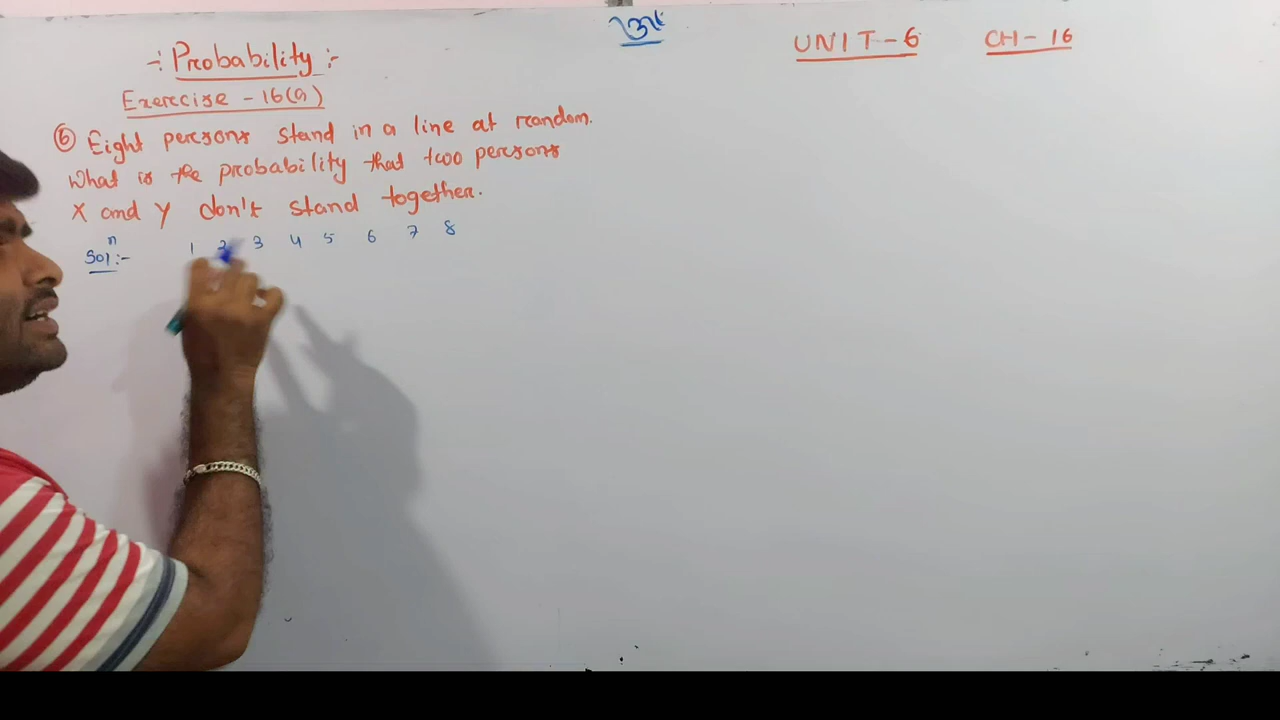 UNIT-6 CH-16
-: Probability :-
Exercise - 16(a)
⑥ Eight persons stand in a line at random.
What is the probability that two persons
X and Y don't stand together.
Solⁿ:- 1 2 3 4 5 6 7 8